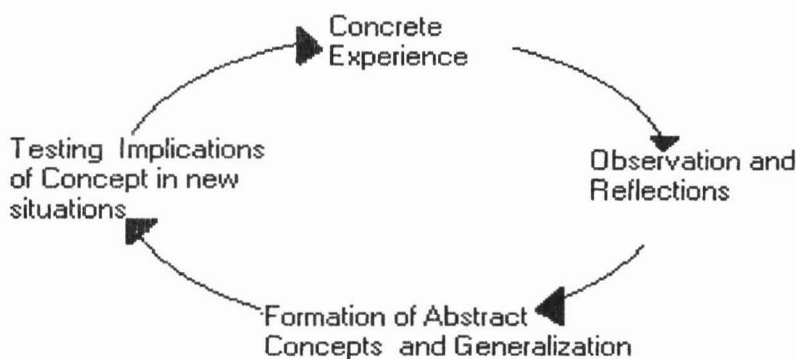 Concrete
Experience
Observation and
Reflections
Formation of Abstract
Concepts and Generalization
Testing Implications
of Concept in new
situations